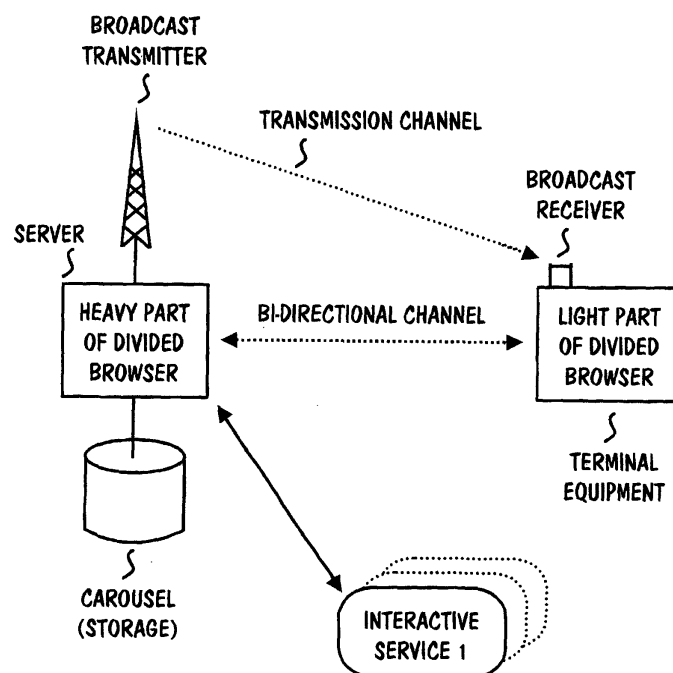 BROADCAST
TRANSMITTER
TRANSMISSION CHANNEL
BROADCAST
RECEIVER
SERVER
HEAVY PART
OF DIVIDED
BROWSER
BI-DIRECTIONAL CHANNEL
LIGHT PART
OF DIVIDED
BROWSER
TERMINAL
EQUIPMENT
CAROUSEL
(STORAGE)
INTERACTIVE
SERVICE 1